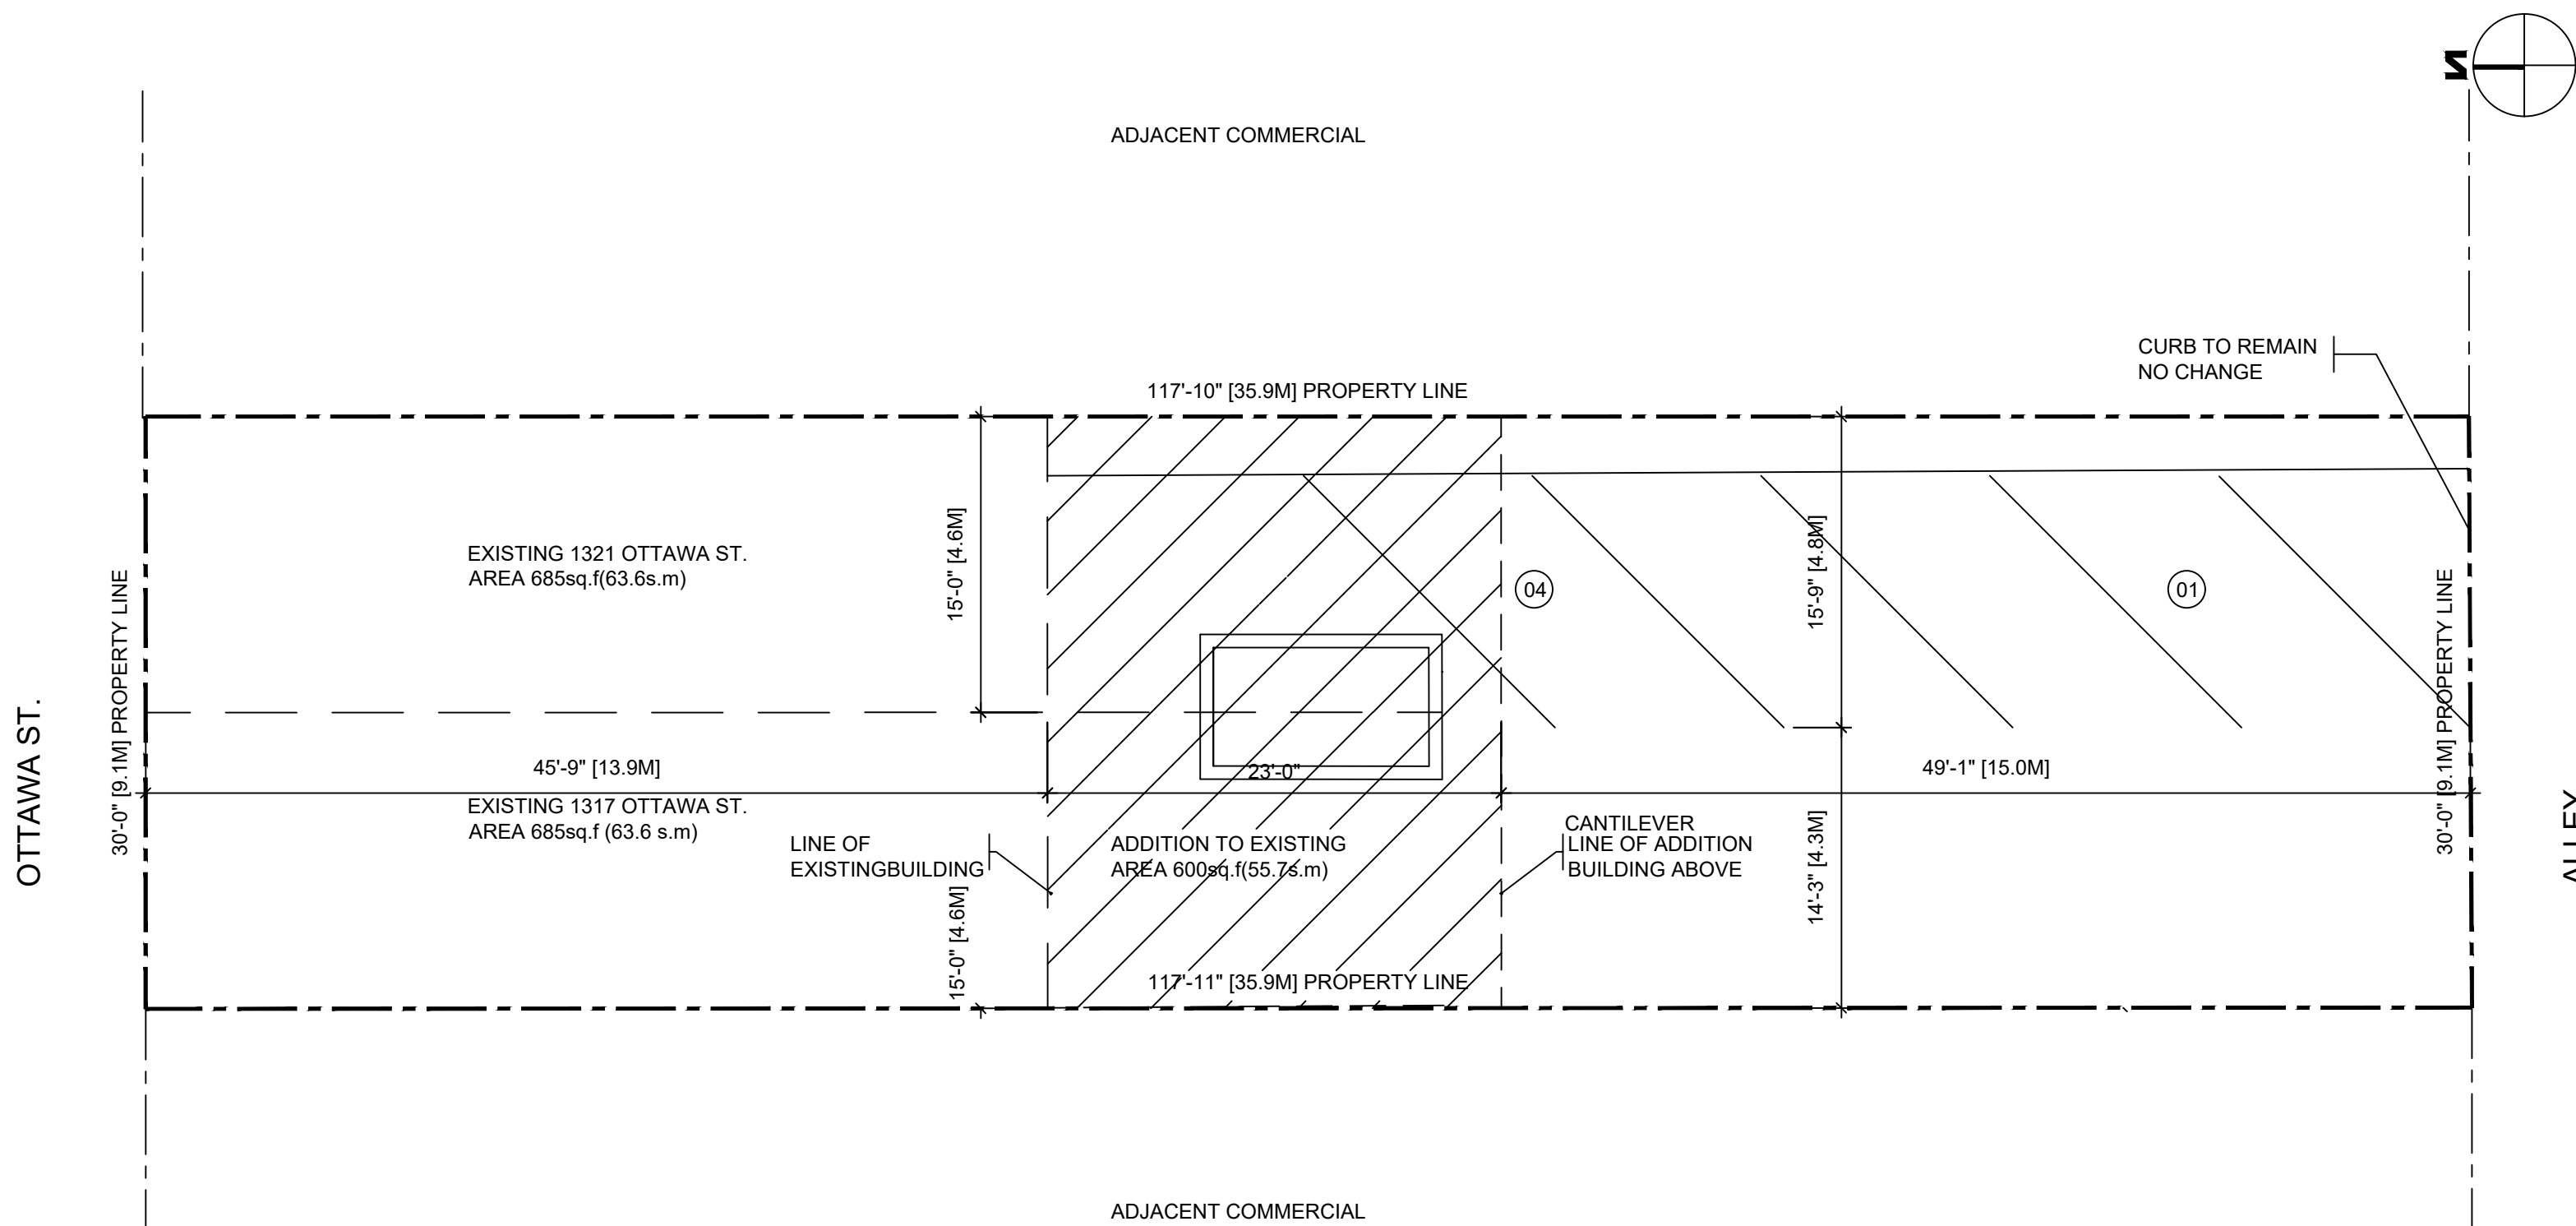 N
ADJACENT COMMERCIAL
CURB TO REMAIN
NO CHANGE
117'-10" [35.9M] PROPERTY LINE
EXISTING 1321 OTTAWA ST.
AREA 685sq.f(63.6s.m)
15'-0" [4.6M]
15'-9" [4.8M]
04
01
30'-0" [9.1M] PROPERTY LINE
30'-0" [9.1M] PROPERTY LINE
OTTAWA ST.
ALLEY
45'-9" [13.9M]
23'-0"
49'-1" [15.0M]
EXISTING 1317 OTTAWA ST.
AREA 685sq.f (63.6 s.m)
LINE OF
EXISTINGBUILDING
ADDITION TO EXISTING
AREA 600sq.f(55.7s.m)
CANTILEVER
LINE OF ADDITION
BUILDING ABOVE
15'-0" [4.6M]
14'-3" [4.3M]
117'-11" [35.9M] PROPERTY LINE
ADJACENT COMMERCIAL